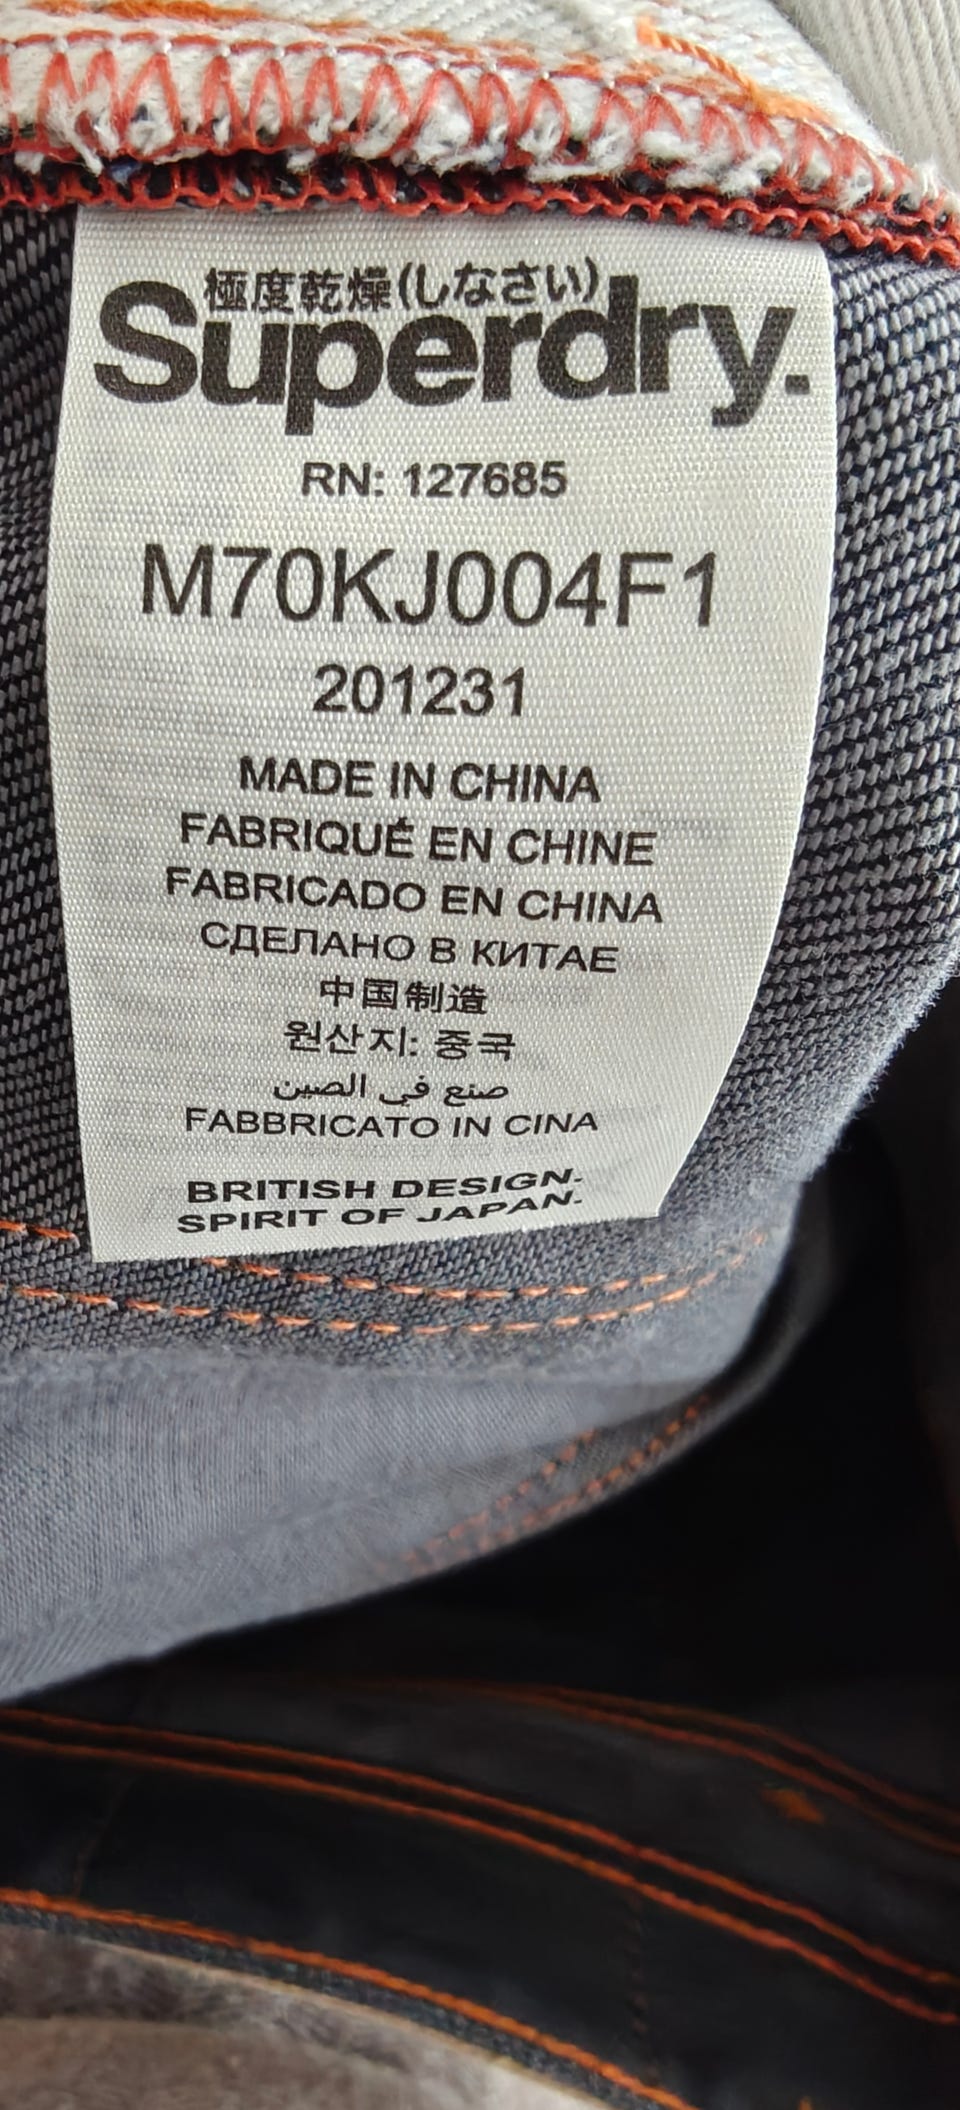 極度乾燥(しなさい)
Superdry.
RN: 127685
M70KJ004F1
201231
MADE IN CHINA
FABRIQUÉ EN CHINE
FABRICADO EN CHINA
СДЕЛАНО В КИТАЕ
中国制造
원산지: 중국
صنع في الصين
FABBRICATO IN CINA
BRITISH DESIGN.
SPIRIT OF JAPAN.